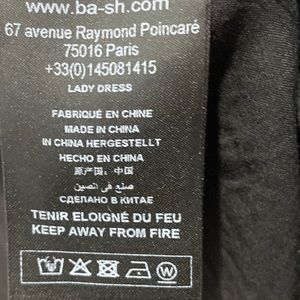 www.ba-sh.com
67 avenue Raymond Poincaré
75016 Paris
+33(0)145081415
LADY DRESS
FABRIQUÉ EN CHINE
MADE IN CHINA
IN CHINA HERGESTELLT
HECHO EN CHINA
原产国：中国
صنع في الصين
СДЕЛАНО В КИТАЕ
TENIR ELOIGNÉ DU FEU
KEEP AWAY FROM FIRE
W